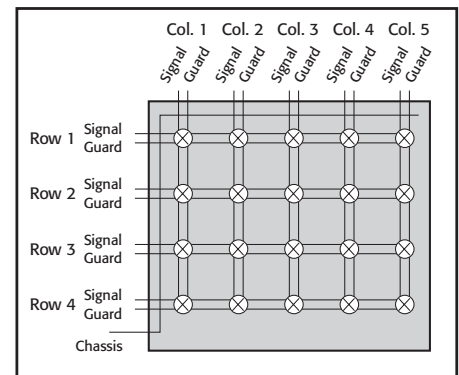 Col. 1 Col. 2 Col. 3 Col. 4 Col. 5
Signal Guard Signal Guard Signal Guard Signal Guard Signal Guard
Row 1 Signal
Guard
Row 2 Signal
Guard
Row 3 Signal
Guard
Row 4 Signal
Guard
Chassis